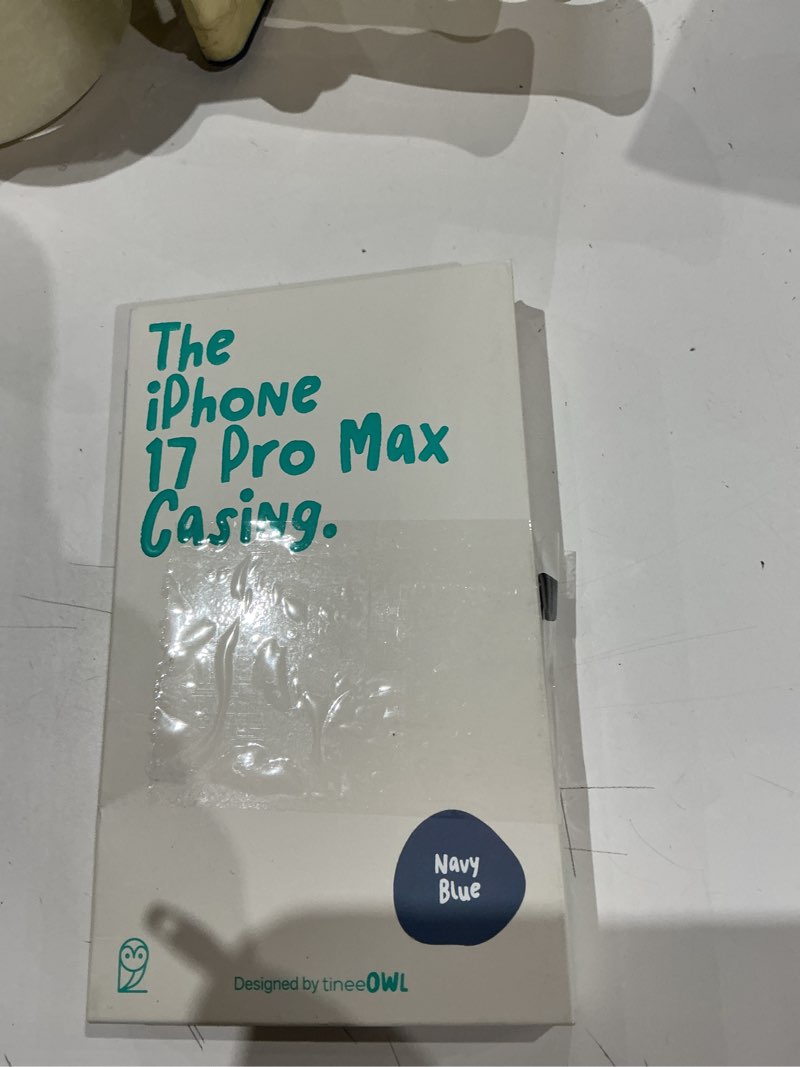 The
iPhone
17 Pro Max
Casing.
Navy
Blue
Designed by tineeOWL